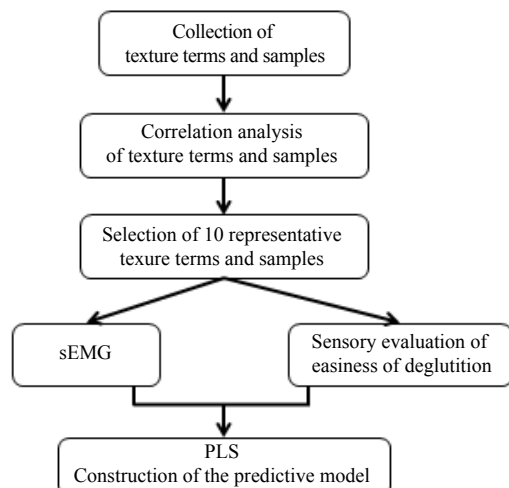 Collection of
texture terms and samples
Correlation analysis
of texture terms and samples
Selection of 10 representative
texure terms and samples
sEMG
Sensory evaluation of
easiness of deglutition
PLS
Construction of the predictive model